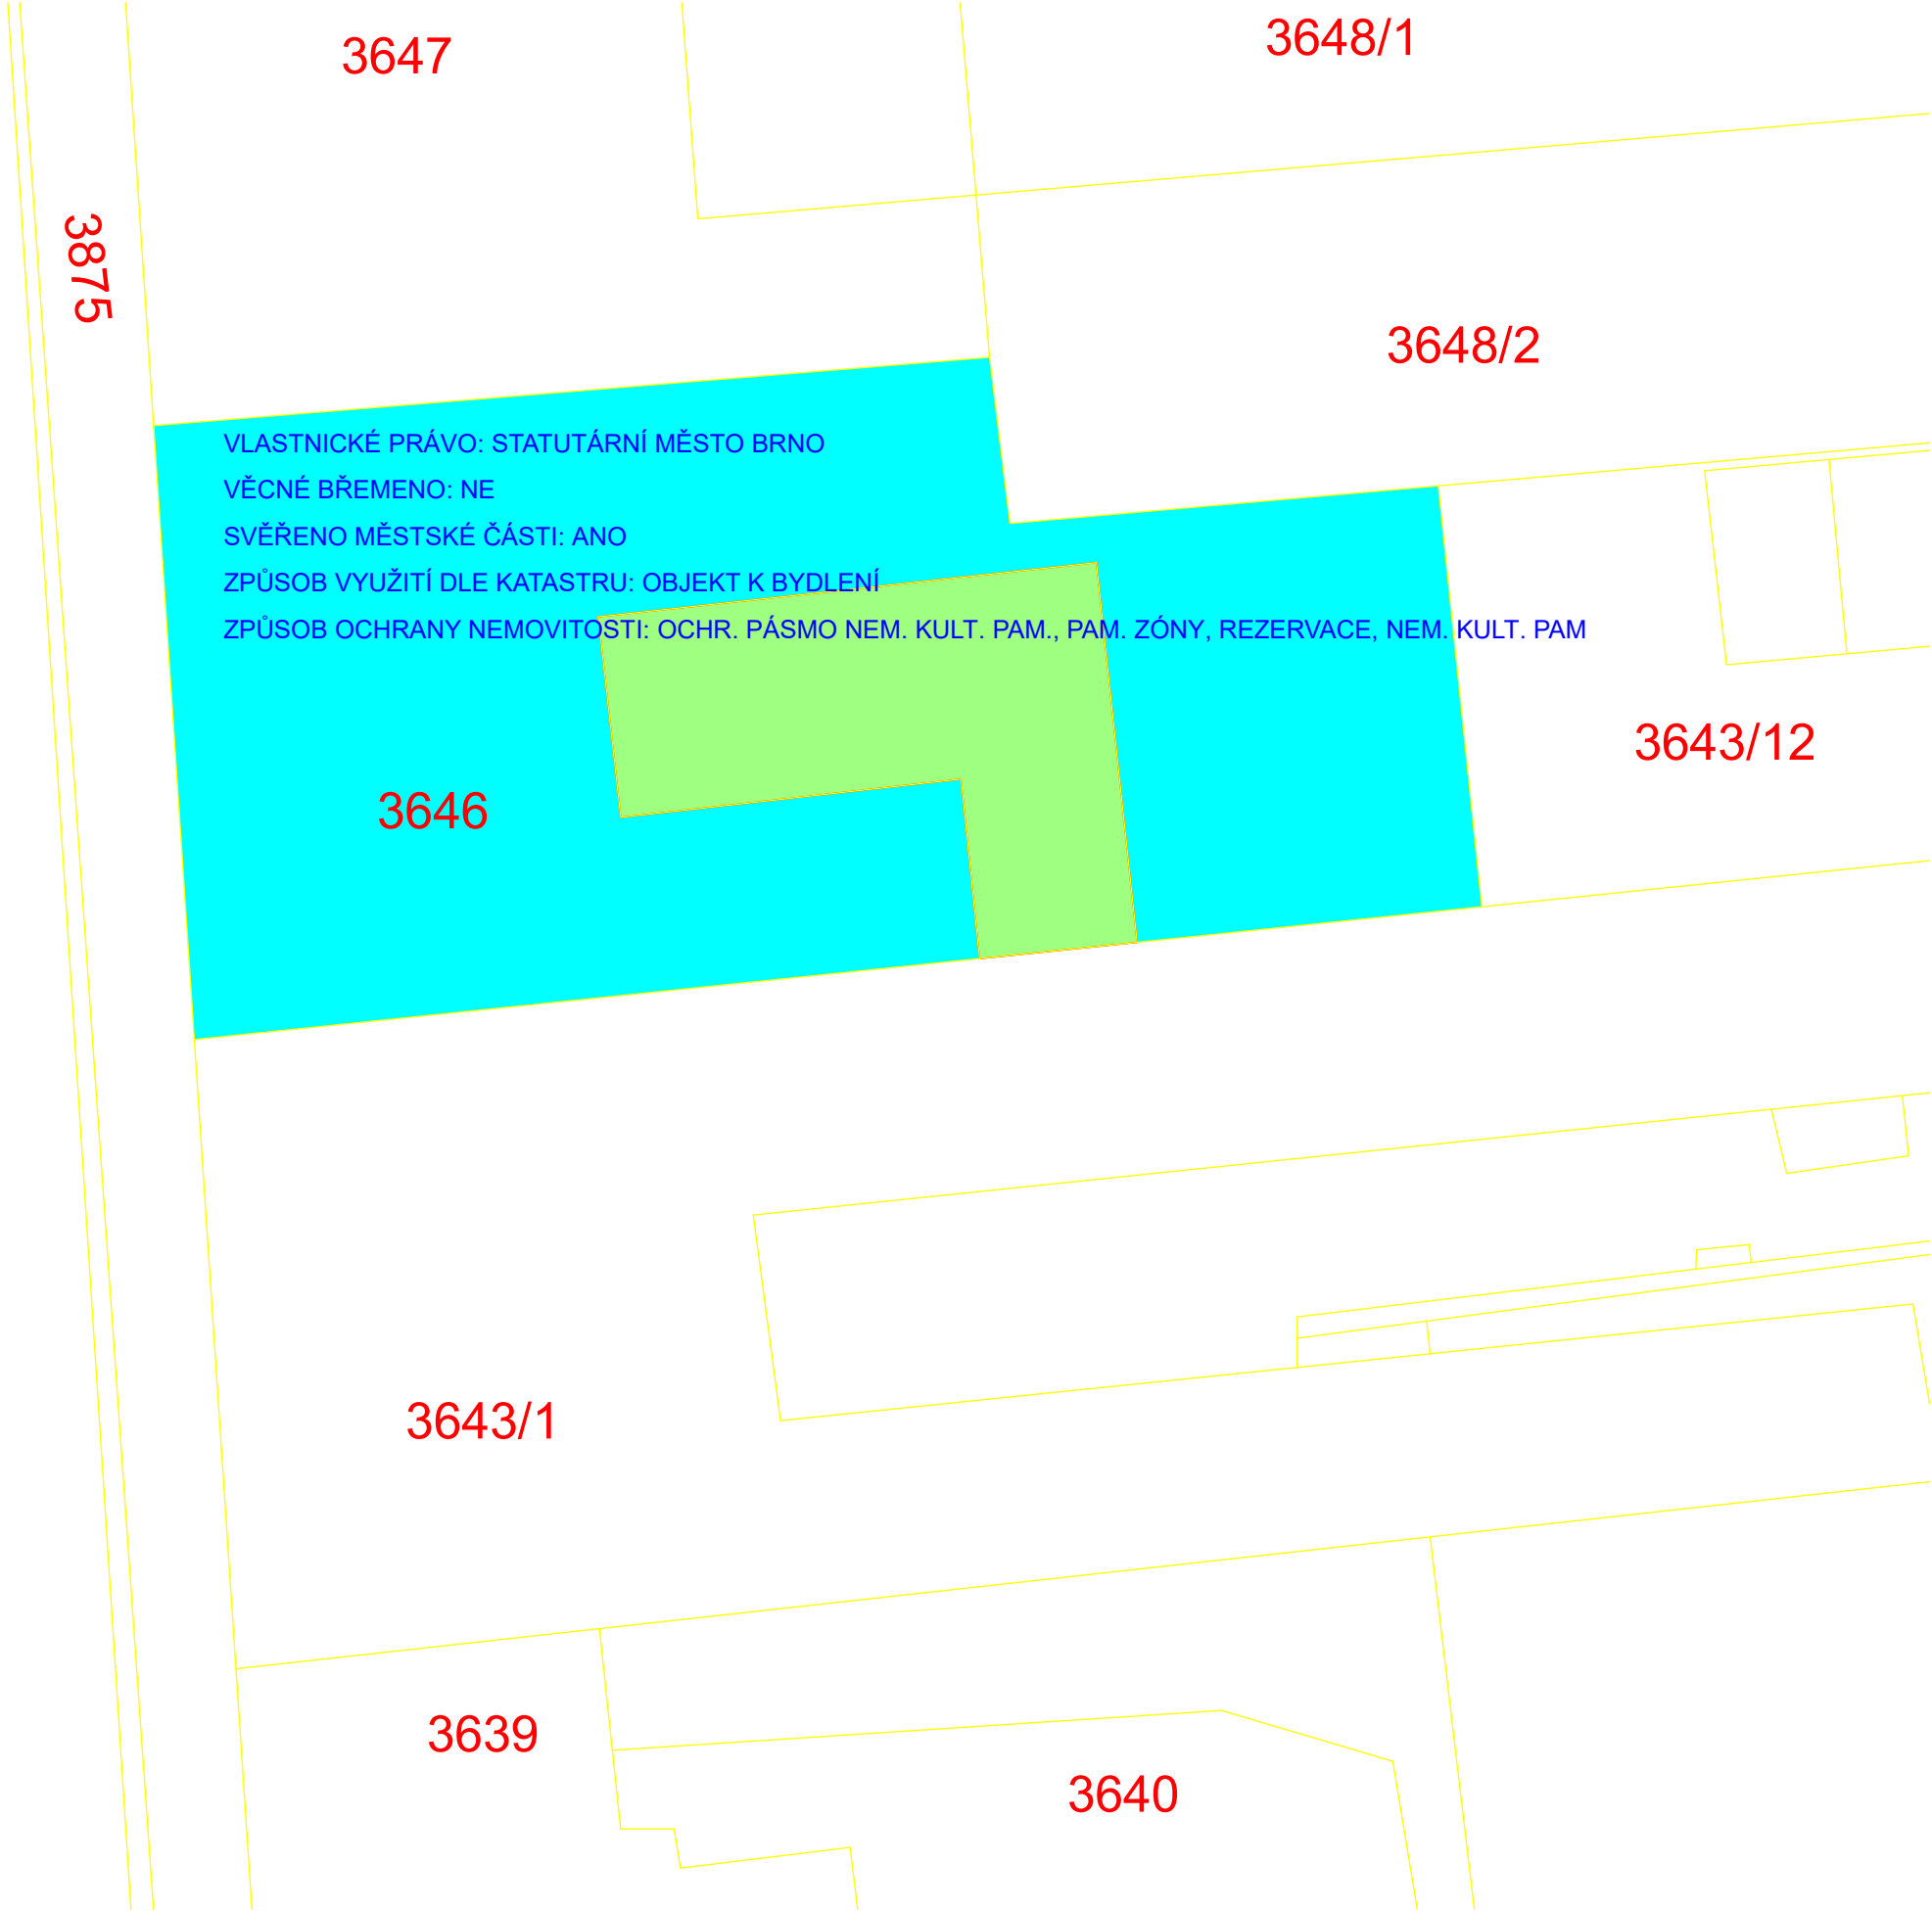 3647
3648/1
3875
3648/2
VLASTNICKÉ PRÁVO: STATUTÁRNÍ MĚSTO BRNO
VĚCNÉ BŘEMENO: NE
SVĚŘENO MĚSTSKÉ ČÁSTI: ANO
ZPŮSOB VYUŽITÍ DLE KATASTRU: OBJEKT K BYDLENÍ
ZPŮSOB OCHRANY NEMOVITOSTI: OCHR. PÁSMO NEM. KULT. PAM., PAM. ZÓNY, REZERVACE, NEM. KULT. PAM
3643/12
3646
3643/1
3639
3640